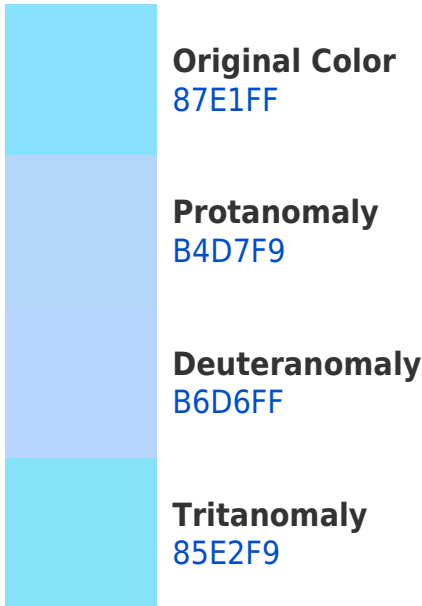 Original Color
87E1FF
Protanomaly
B4D7F9
Deuteranomaly
B6D6FF
Tritanomaly
85E2F9